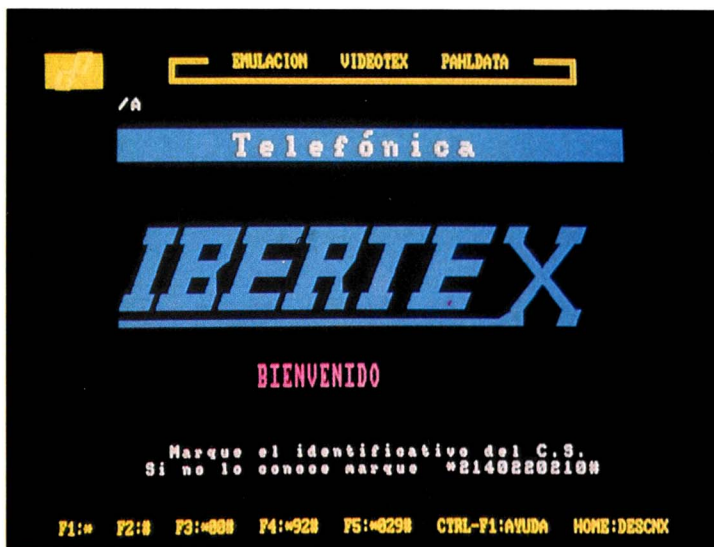 EMULACION VIDEOTEX PAHLDATA
/A
Telefónica
IBERTEX
BIENVENIDO
Marque el identificativo del C.S.
Si no lo conoce marque *2140220210#
F1:* F2:# F3:*00# F4:*92# F5:*029# CTRL-F1:AYUDA HOME:DESCNX